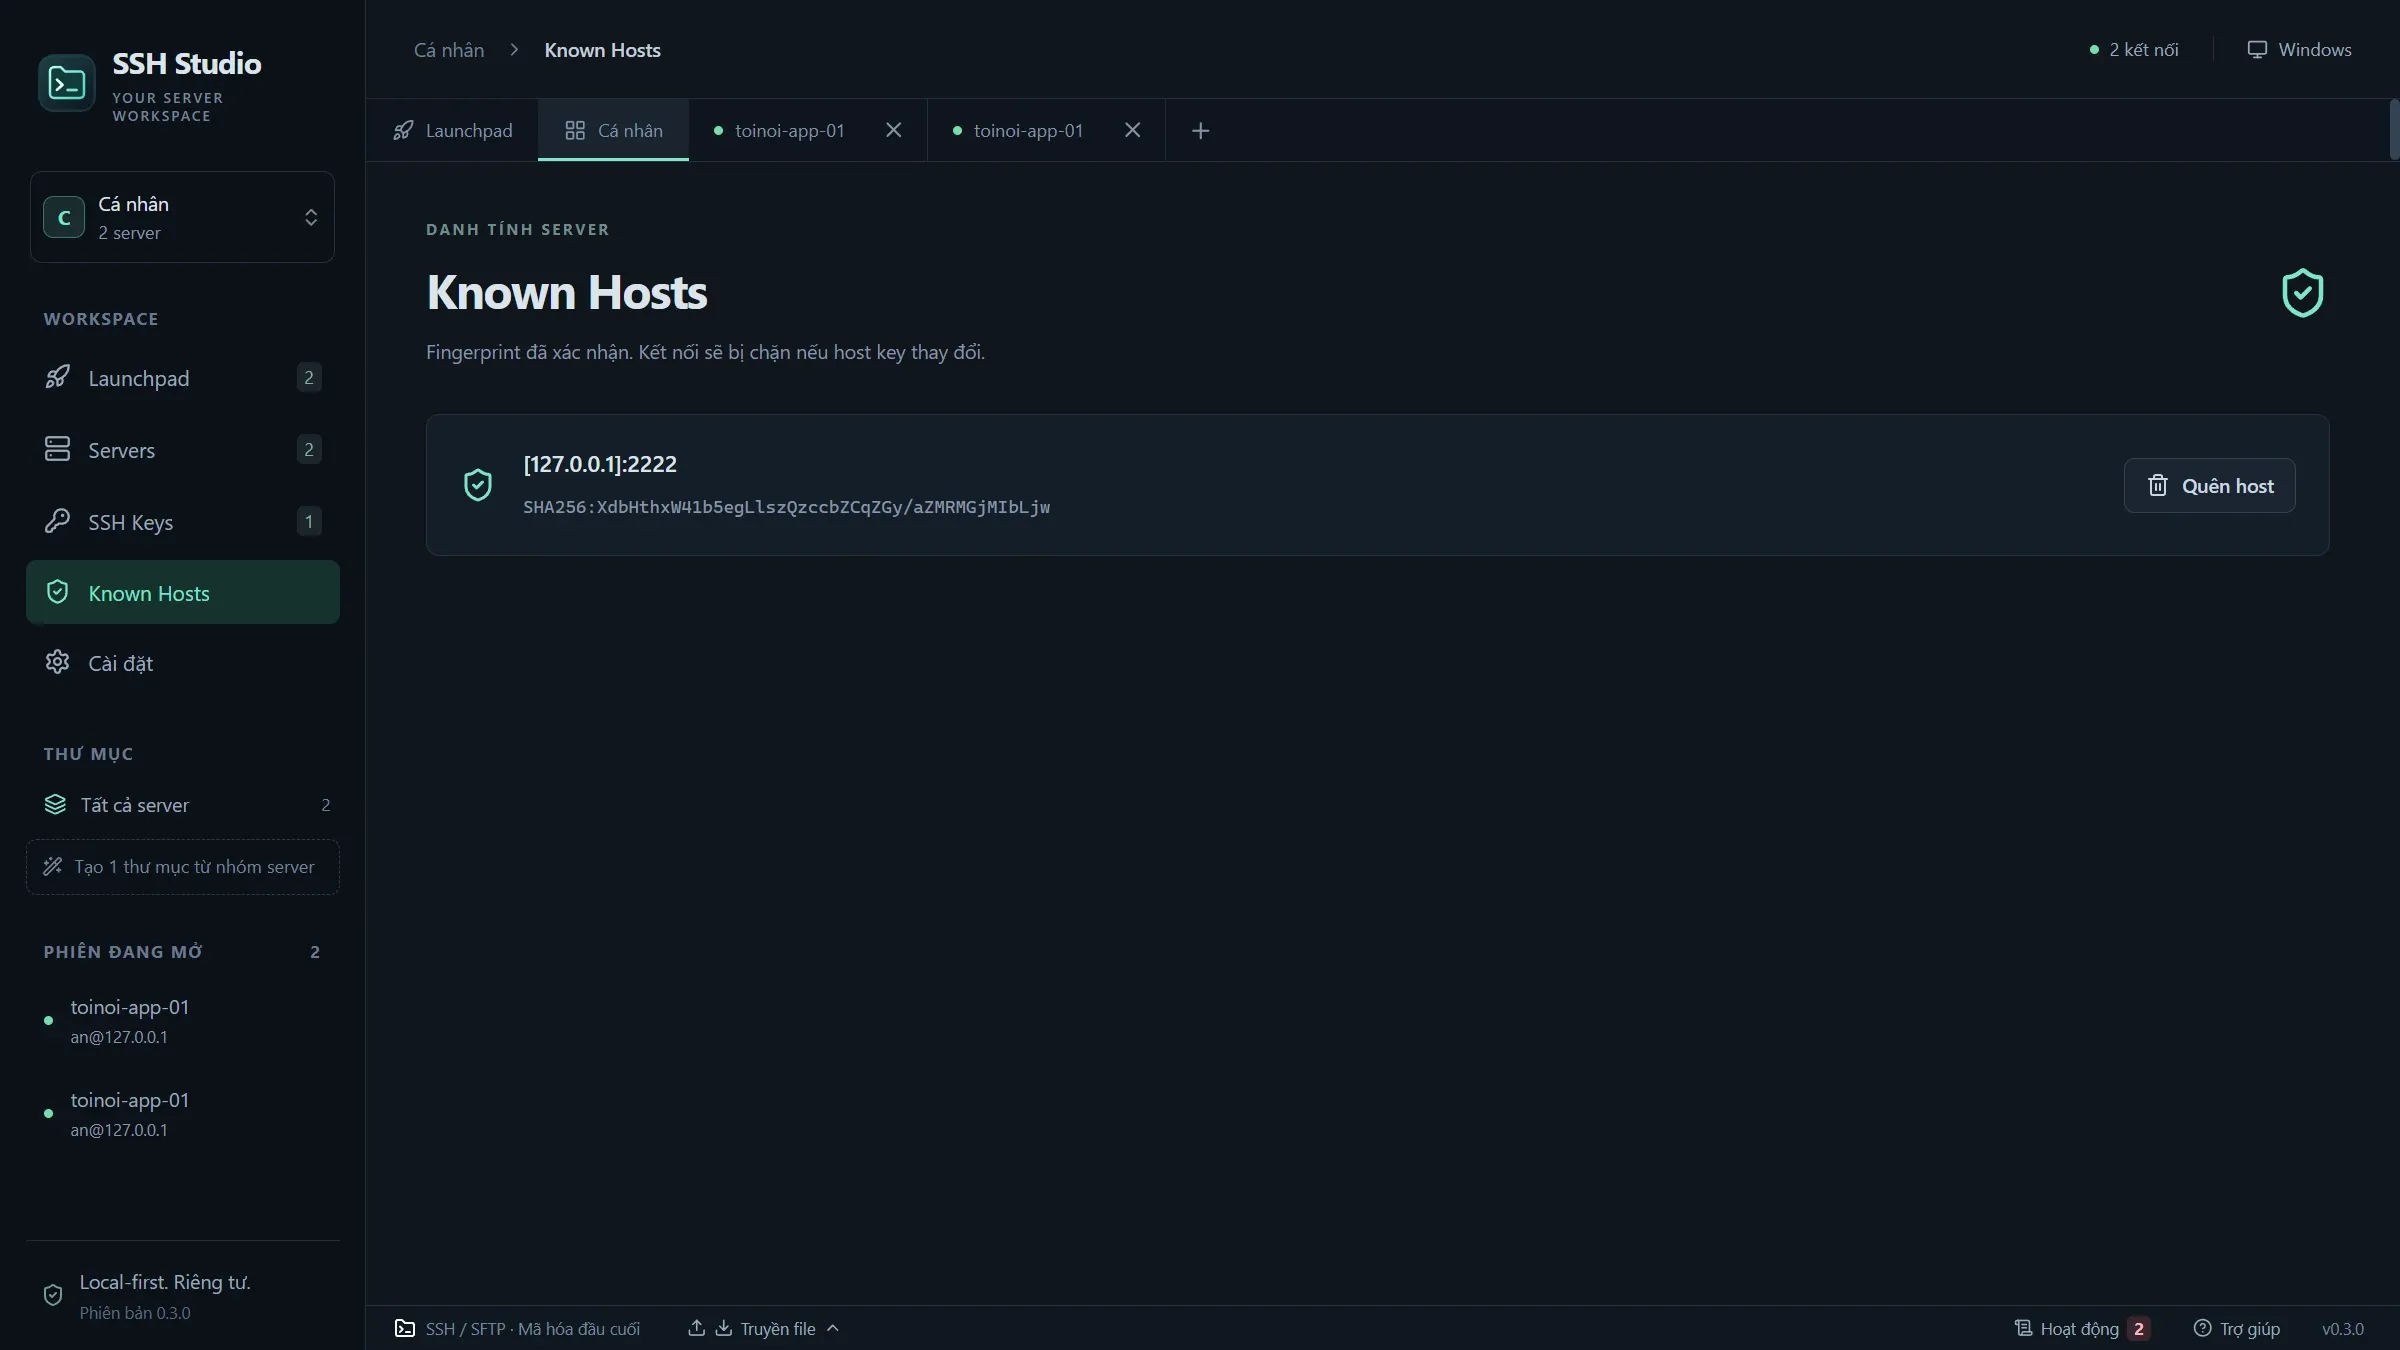 SSH Studio
YOUR SERVER
WORKSPACE
C
Cá nhân
2 server
WORKSPACE
Launchpad 2
Servers 2
SSH Keys 1
Known Hosts
Cài đặt
THƯ MỤC
Tất cả server 2
Tạo 1 thư mục từ nhóm server
PHIÊN ĐANG MỞ 2
toinoi-app-01
an@127.0.0.1
toinoi-app-01
an@127.0.0.1
Local-first. Riêng tư.
Phiên bản 0.3.0
Cá nhân > Known Hosts
2 kết nối
Windows
Launchpad
Cá nhân
toinoi-app-01
toinoi-app-01
DANH TÍNH SERVER
Known Hosts
Fingerprint đã xác nhận. Kết nối sẽ bị chặn nếu host key thay đổi.
[127.0.0.1]:2222
SHA256:XdbHthxW41b5egLlszQzccbZCqZGy/aZMRMGjMIbLjw
Quên host
SSH / SFTP · Mã hóa đầu cuối
Truyền file
Hoạt động 2
Trợ giúp
v0.3.0